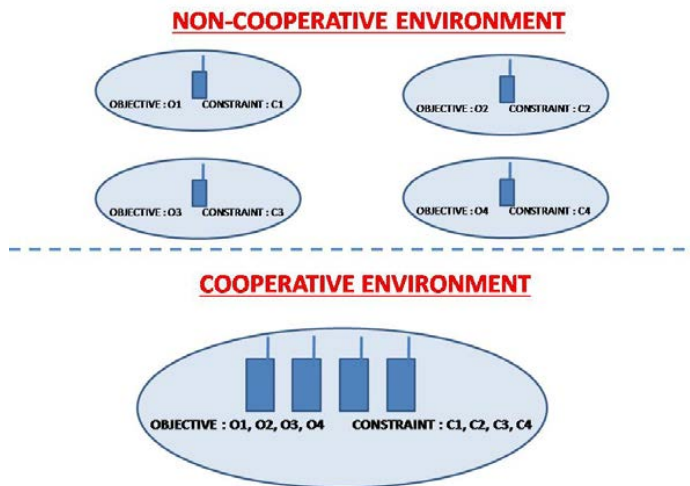 NON-COOPERATIVE ENVIRONMENT
OBJECTIVE : O1 CONSTRAINT : C1
OBJECTIVE : O2 CONSTRAINT : C2
OBJECTIVE : O3 CONSTRAINT : C3
OBJECTIVE : O4 CONSTRAINT : C4
COOPERATIVE ENVIRONMENT
OBJECTIVE : O1, O2, O3, O4 CONSTRAINT : C1, C2, C3, C4